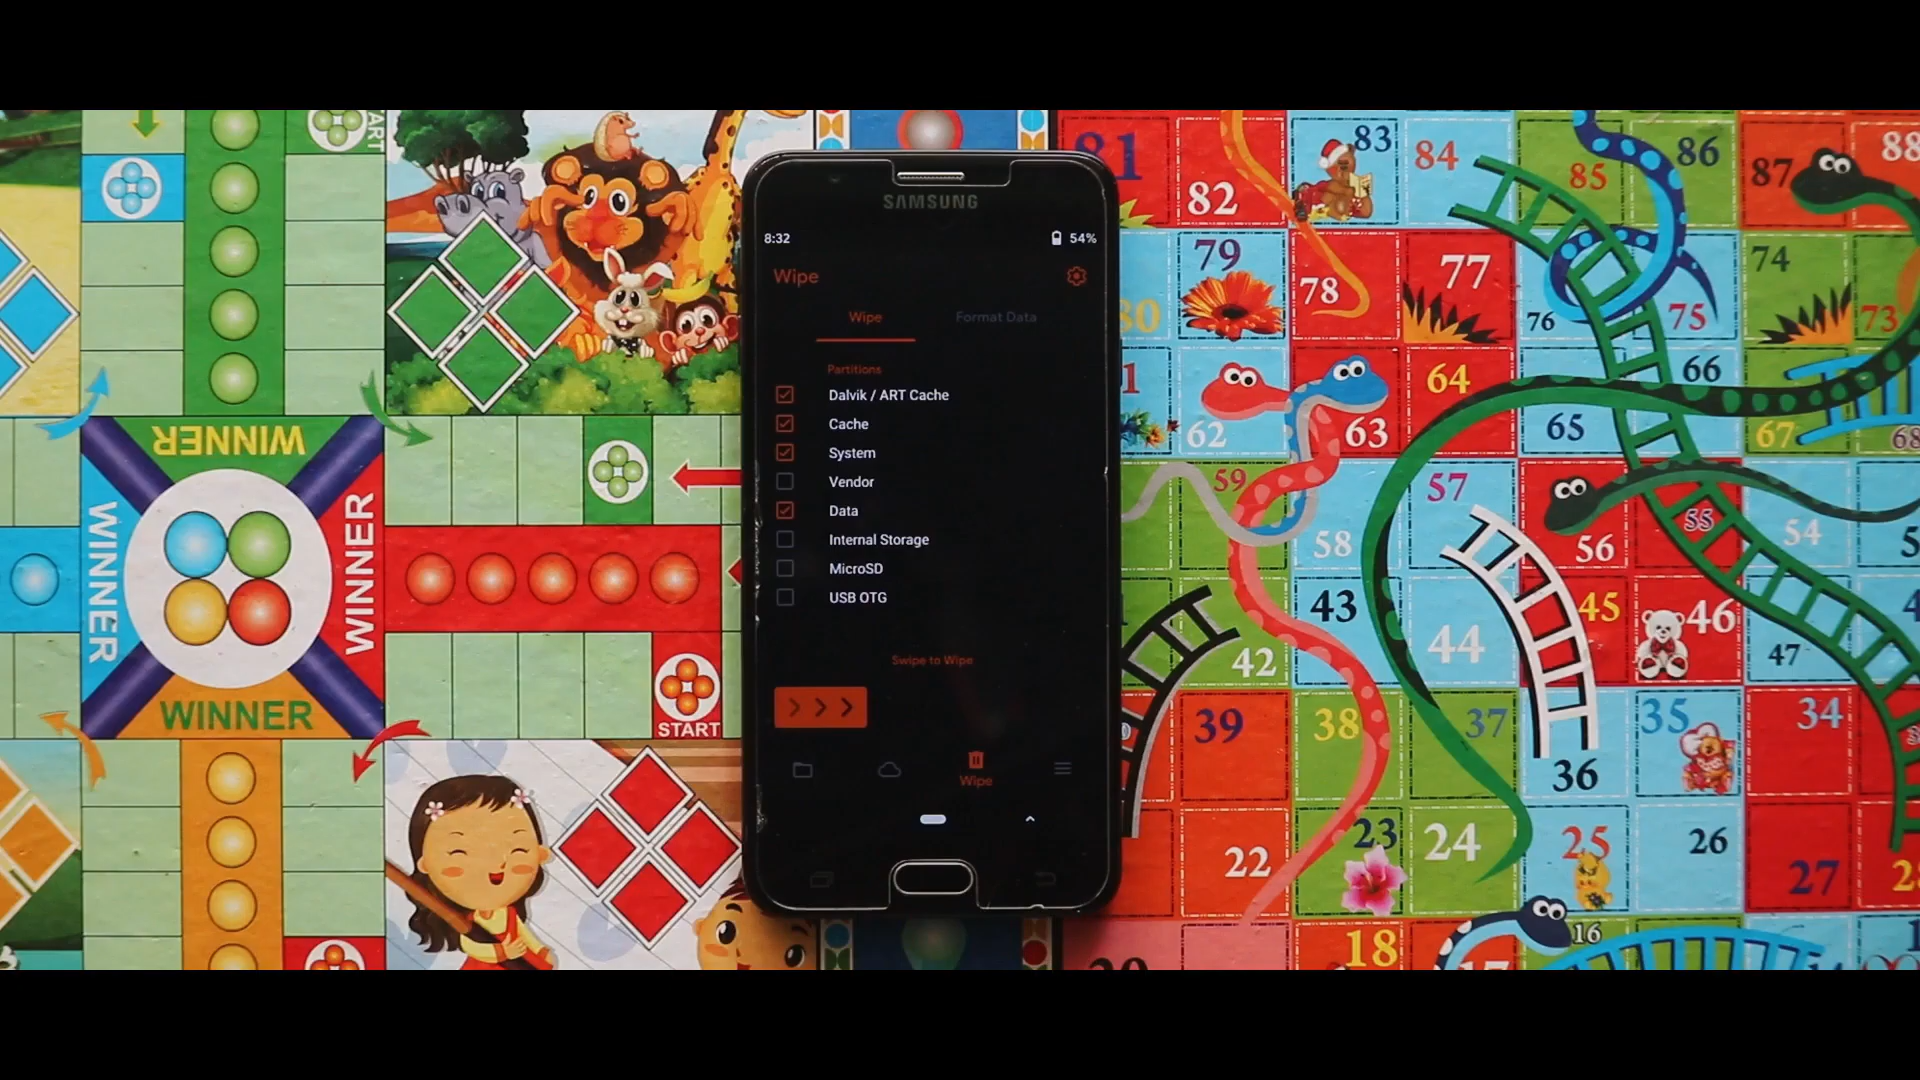 START
WINNER
WINNER
WINNER
WINNER
START
SAMSUNG
8:32
54%
Wipe
Wipe
Format Data
Partitions
Dalvik / ART Cache
Cache
System
Vendor
Data
Internal Storage
MicroSD
USB OTG
Swipe to Wipe
Wipe
81 82 83 84 85 86 87 88
79 78 77 76 75 74 73
80
62 63 64 65 66 67 68
59 58 57 56 55 54
42 43 44 45 46 47
39 38 37 36 35 34
22 23 24 25 26 27
18 17 16